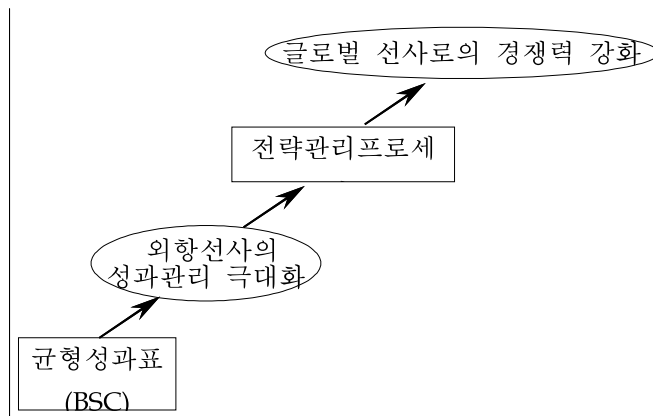 글로벌 선사로의 경쟁력 강화
전략관리프로세
외항선사의
성과관리 극대화
균형성과표
(BSC)